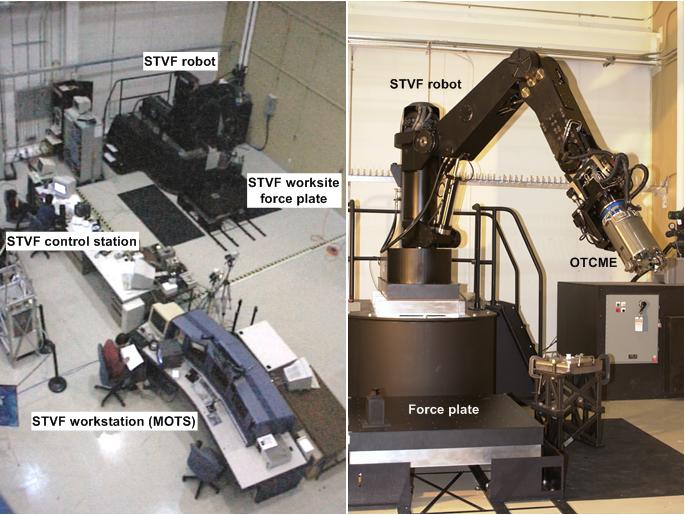 STVF robot
STVF worksite
force plate
STVF control station
STVF workstation (MOTS)
STVF robot
OTCME
Force plate